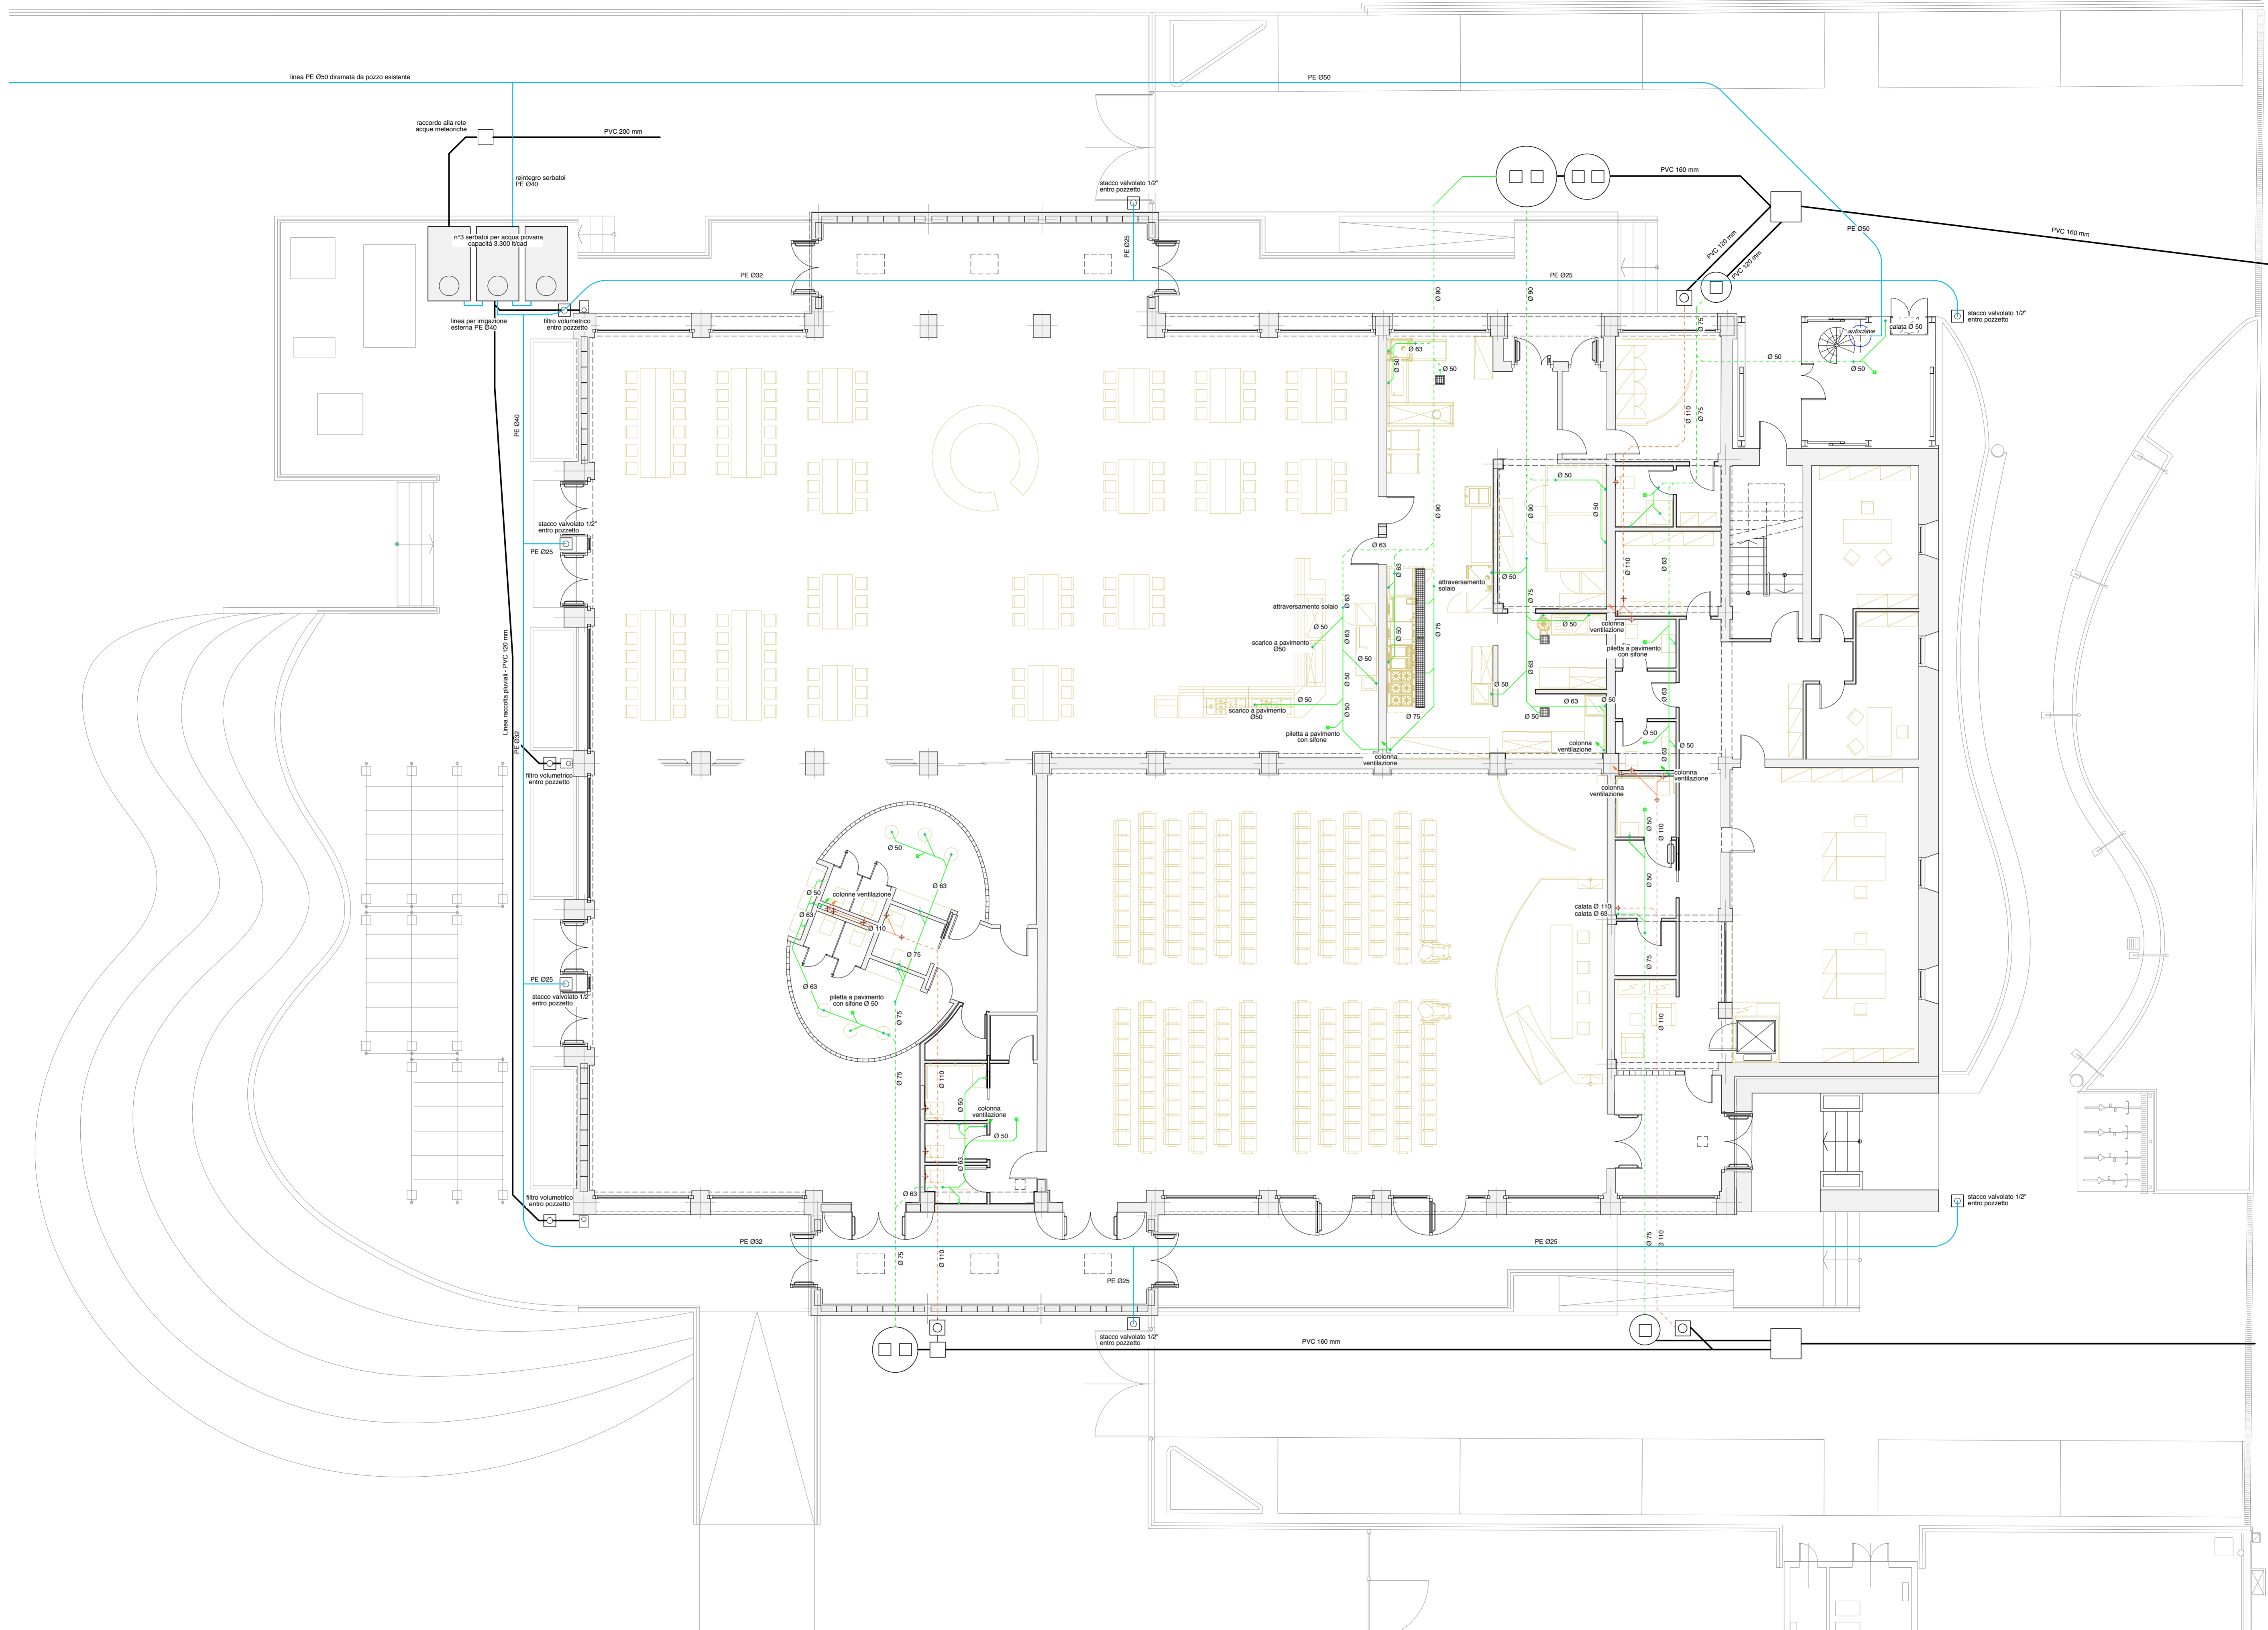 linea PE Ø50 diramata da pozzo esistente
PE Ø50
raccordo alla rete
acque meteoriche
PVC 200 mm
reintegro serbatoi
PE Ø40
stacco valvolato 1/2"
entro pozzetto
PVC 160 mm
n°3 serbatoi per acqua piovana
capacità 3.300 lt/cad
PE Ø25
PVC 120 mm
PVC 120 mm
PE Ø50
PVC 160 mm
PE Ø32
PE Ø25
Ø 90
Ø 90
linea per irrigazione
esterna PE Ø40
filtro volumetrico
entro pozzetto
Ø 75
stacco valvolato 1/2"
entro pozzetto
autoclave
calata Ø 50
Ø 63
Ø 50
Ø 50
Ø 50
Ø 50
PE Ø40
Ø 110
Ø 75
Ø 50
Ø 90
Ø 90
Ø 50
stacco valvolato 1/2"
entro pozzetto
PE Ø25
Ø 63
Ø 63
Ø 110
Ø 63
Ø 50
attraversamento
solaio
Ø 75
attraversamento solaio
Ø 63
Ø 50
Ø 63
Ø 50
Ø 75
Ø 50
colonna
ventilazione
scarico a pavimento
Ø50
Ø 50
piletta a pavimento
con sifone
Ø 63
Ø 50
Ø 50
Ø 50
Ø 63
Ø 50
Ø 63
scarico a pavimento
Ø50
Ø 50
Ø 75
Ø 50
piletta a pavimento
con sifone
Linea raccolta pluviali - PVC 120 mm
PE Ø32
colonna
ventilazione
colonna
ventilazione
Ø 50
Ø 63
Ø 50
filtro volumetrico
entro pozzetto
colonna
ventilazione
colonna
ventilazione
Ø 50
Ø 110
Ø 50
Ø 63
Ø 50
colonne ventilazione
Ø 50
Ø 63
Ø 110
calata Ø 110
calata Ø 63
Ø 75
Ø 75
PE Ø25
Ø 63
stacco valvolato 1/2"
entro pozzetto
piletta a pavimento
con sifone Ø 50
Ø 75
Ø 110
Ø 75
Ø 110
Ø 50
colonna
ventilazione
Ø 50
Ø 63
Ø 63
filtro volumetrico
entro pozzetto
stacco valvolato 1/2"
entro pozzetto
PE Ø32
PE Ø25
Ø 75
Ø 110
Ø 75
Ø 110
PE Ø25
stacco valvolato 1/2"
entro pozzetto
PVC 160 mm